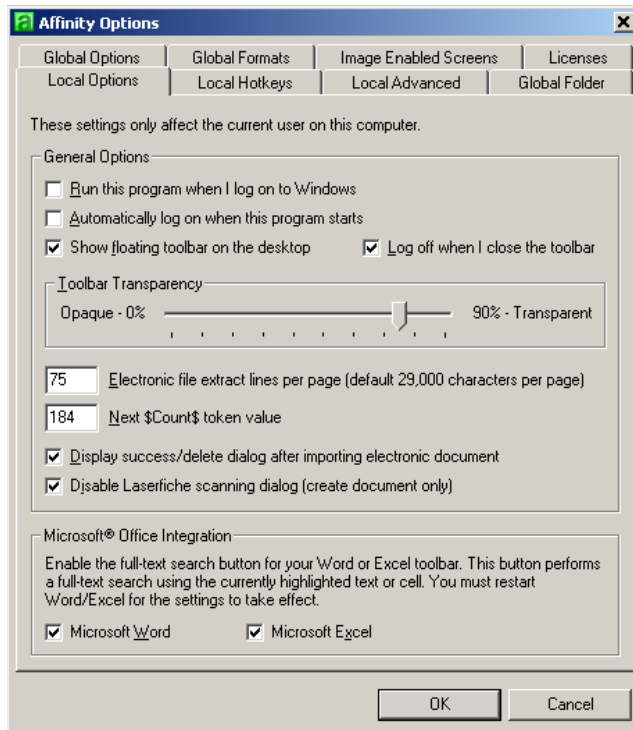 Affinity Options
Global Options Global Formats Image Enabled Screens Licenses
Local Options Local Hotkeys Local Advanced Global Folder
These settings only affect the current user on this computer.
General Options
Run this program when I log on to Windows
Automatically log on when this program starts
Show floating toolbar on the desktop Log off when I close the toolbar
Toolbar Transparency
Opaque - 0% 90% - Transparent
75 Electronic file extract lines per page (default 29,000 characters per page)
184 Next $Count$ token value
Display success/delete dialog after importing electronic document
Disable Laserfiche scanning dialog (create document only)
Microsoft® Office Integration
Enable the full-text search button for your Word or Excel toolbar. This button performs
a full-text search using the currently highlighted text or cell. You must restart
Word/Excel for the settings to take effect.
Microsoft Word Microsoft Excel
OK Cancel